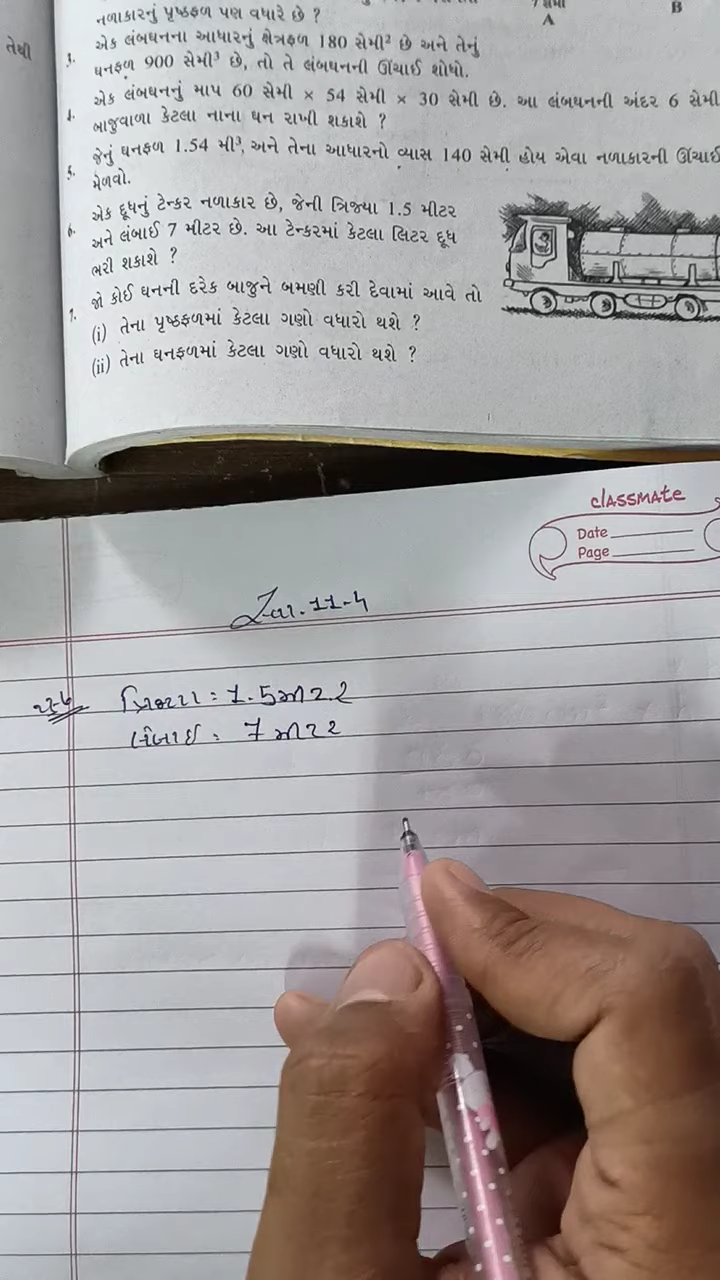 નળાકારનું પૃષ્ઠફળ પણ વધારે છે ?
A
B
તેથી
3. એક લંબઘનના આધારનું ક્ષેત્રફળ 180 સેમી² છે અને તેનું
ઘનફળ 900 સેમી³ છે, તો તે લંબઘનની ઊંચાઈ શોધો.
4. એક લંબઘનનું માપ 60 સેમી × 54 સેમી × 30 સેમી છે. આ લંબઘનની અંદર 6 સેમી
બાજુવાળા કેટલા નાના ઘન રાખી શકાશે ?
5. જેનું ઘનફળ 1.54 મી³, અને તેના આધારનો વ્યાસ 140 સેમી હોય એવા નળાકારની ઊંચાઈ
મેળવો.
6. એક દૂધનું ટેન્કર નળાકાર છે, જેની ત્રિજ્યા 1.5 મીટર
અને લંબાઈ 7 મીટર છે. આ ટેન્કરમાં કેટલા લિટર દૂધ
ભરી શકાશે ?
7. જો કોઈ ઘનની દરેક બાજુને બમણી કરી દેવામાં આવે તો
(i) તેના પૃષ્ઠફળમાં કેટલા ગણો વધારો થશે ?
(ii) તેના ઘનફળમાં કેટલા ગણો વધારો થશે ?
classmate
Date
Page
સ્વા. 11.4
ત્રિજ્યા = 1.5 મીટર
લંબાઈ = 7 મીટર